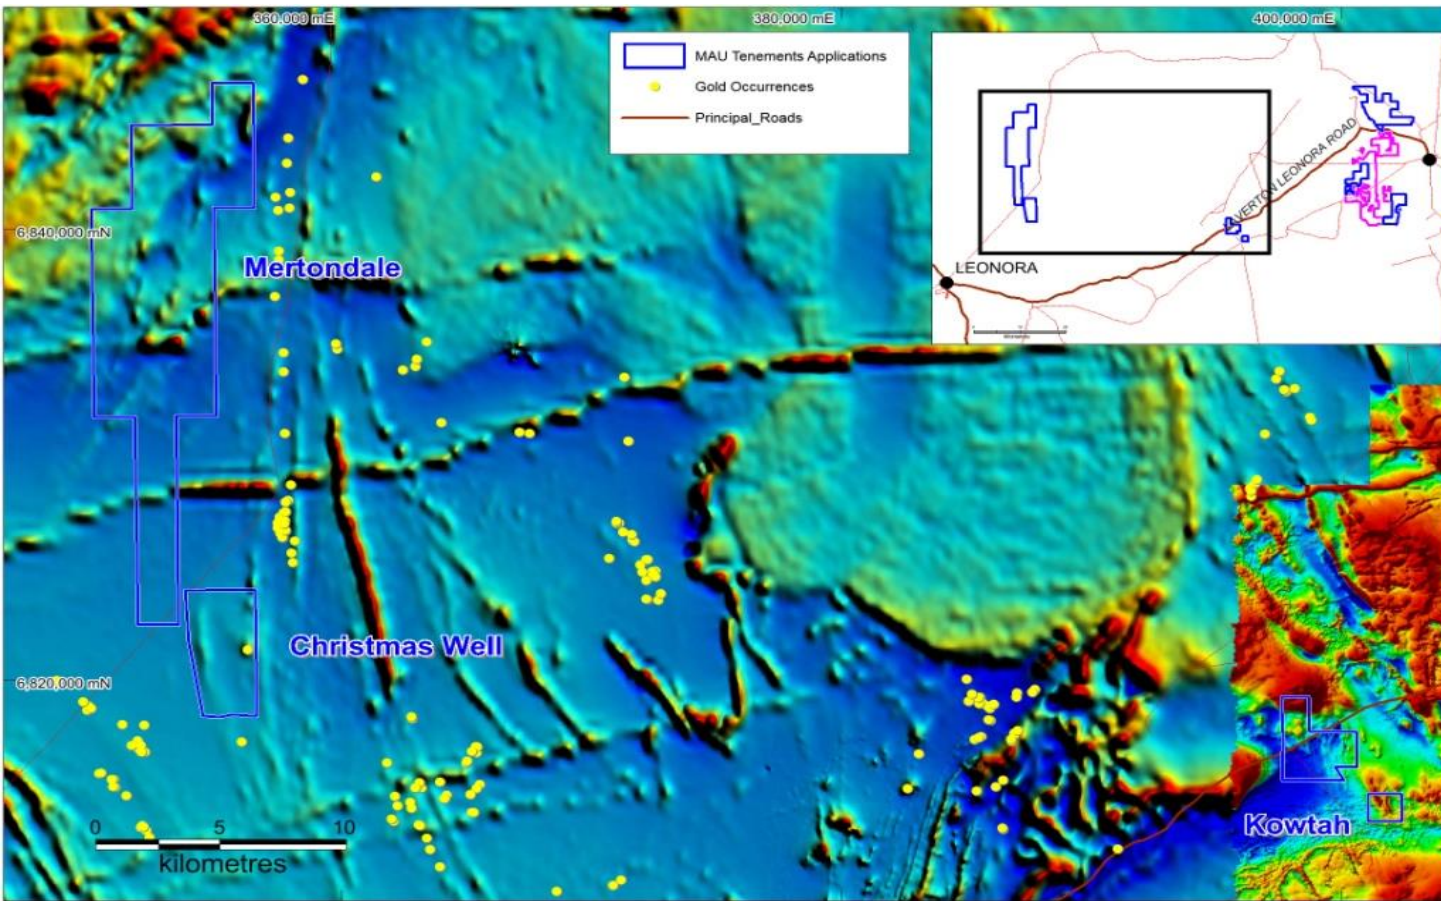 360,000 mE
380,000 mE
400,000 mE
MAU Tenements Applications
Gold Occurrences
Principal_Roads
LAVERTON LEONORA ROAD
LEONORA
6,840,000 mN
Mertondale
Christmas Well
6,820,000 mN
Kowtah
0 5 10
kilometres